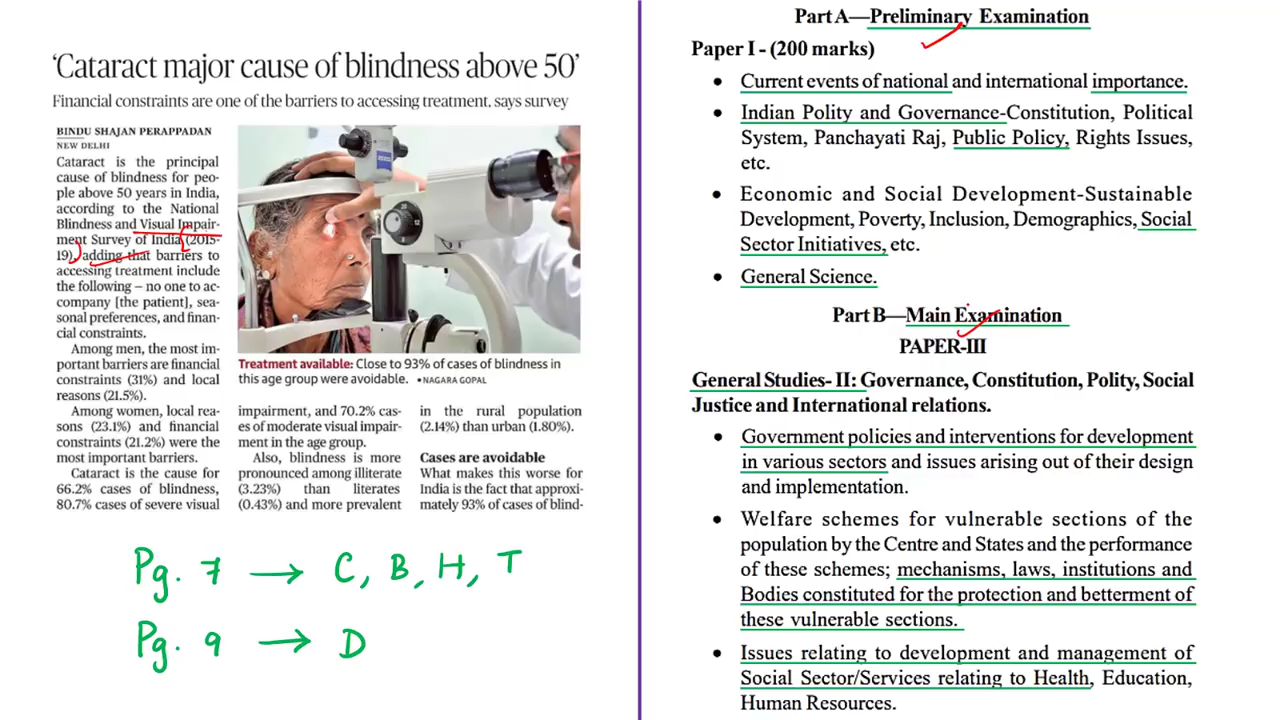 ‘Cataract major cause of blindness above 50’
Financial constraints are one of the barriers to accessing treatment, says survey
BINDU SHAJAN PERAPPADAN
NEW DELHI
Cataract is the principal
cause of blindness for peo-
ple above 50 years in India,
according to the National
Blindness and Visual Impair-
ment Survey of India (2015-
19), adding that barriers to
accessing treatment include
the following – no one to ac-
company [the patient], sea-
sonal preferences, and finan-
cial constraints.
Among men, the most im-
portant barriers are financial
constraints (31%) and local
reasons (21.5%).
Among women, local rea-
sons (23.1%) and financial
constraints (21.2%) were the
most important barriers.
Cataract is the cause for
66.2% cases of blindness,
80.7% cases of severe visual
Treatment available: Close to 93% of cases of blindness in
this age group were avoidable. •NAGARA GOPAL
impairment, and 70.2% cas-
es of moderate visual impair-
ment in the age group.
Also, blindness is more
pronounced among illiterate
(3.23%) than literates
(0.43%) and more prevalent
in the rural population
(2.14%) than urban (1.80%).
Cases are avoidable
What makes this worse for
India is the fact that approxi-
mately 93% of cases of blind-
Pg. 7 → C, B, H, T
Pg. 9 → D
Part A—Preliminary Examination
Paper I - (200 marks)
• Current events of national and international importance.
• Indian Polity and Governance-Constitution, Political
System, Panchayati Raj, Public Policy, Rights Issues,
etc.
• Economic and Social Development-Sustainable
Development, Poverty, Inclusion, Demographics, Social
Sector Initiatives, etc.
• General Science.
Part B—Main Examination
PAPER-III
General Studies- II: Governance, Constitution, Polity, Social
Justice and International relations.
• Government policies and interventions for development
in various sectors and issues arising out of their design
and implementation.
• Welfare schemes for vulnerable sections of the
population by the Centre and States and the performance
of these schemes; mechanisms, laws, institutions and
Bodies constituted for the protection and betterment of
these vulnerable sections.
• Issues relating to development and management of
Social Sector/Services relating to Health, Education,
Human Resources.